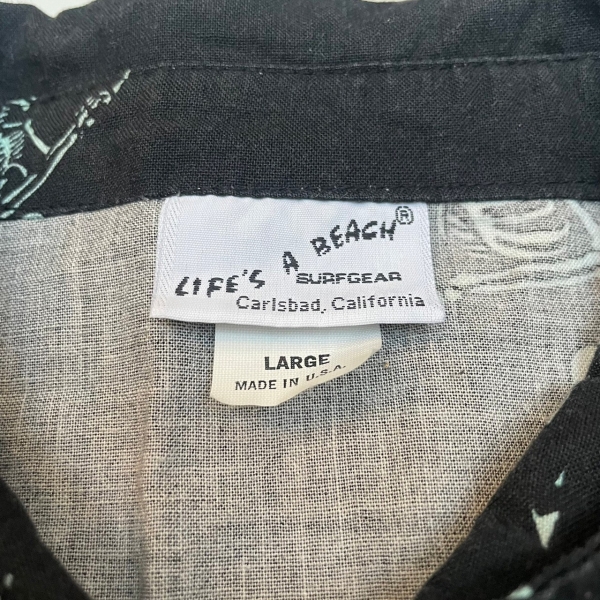 LIFE'S A BEACH®
SURFGEAR
Carlsbad, California
LARGE
MADE IN U.S.A.